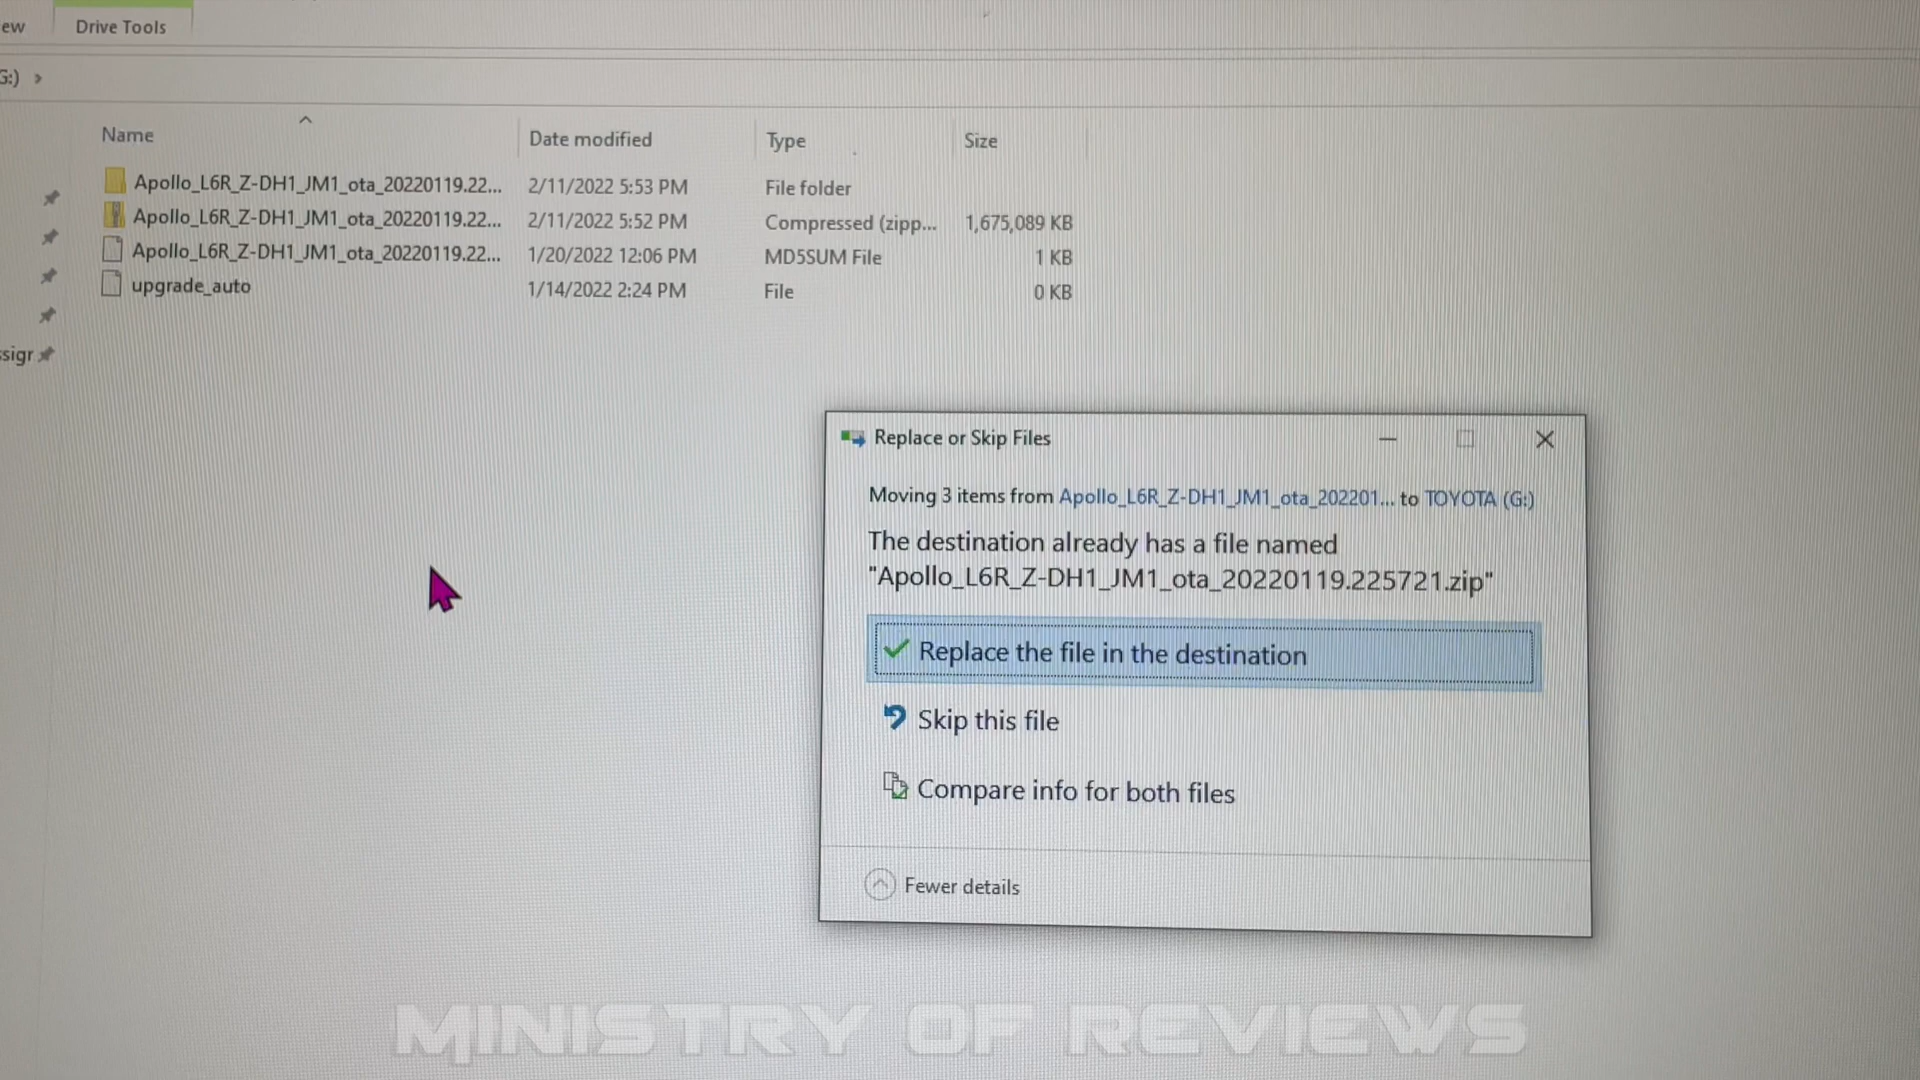 ew
Drive Tools
G:) >
Name
Date modified
Type
Size
Apollo_L6R_Z-DH1_JM1_ota_20220119.22... 2/11/2022 5:53 PM File folder
Apollo_L6R_Z-DH1_JM1_ota_20220119.22... 2/11/2022 5:52 PM Compressed (zipp... 1,675,089 KB
Apollo_L6R_Z-DH1_JM1_ota_20220119.22... 1/20/2022 12:06 PM MD5SUM File 1 KB
upgrade_auto 1/14/2022 2:24 PM File 0 KB
ssigr
Replace or Skip Files
Moving 3 items from Apollo_L6R_Z-DH1_JM1_ota_202201... to TOYOTA (G:)
The destination already has a file named
"Apollo_L6R_Z-DH1_JM1_ota_20220119.225721.zip"
Replace the file in the destination
Skip this file
Compare info for both files
Fewer details
MINISTRY OF REVIEWS